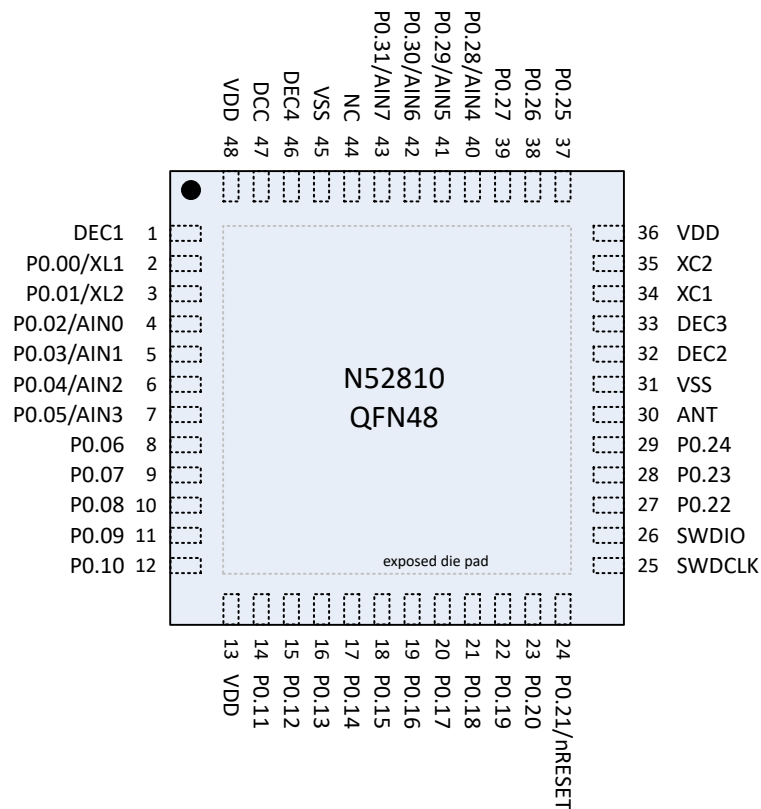 VDD 48
DCC 47
DEC4 46
VSS 45
NC 44
P0.31/AIN7 43
P0.30/AIN6 42
P0.29/AIN5 41
P0.28/AIN4 40
P0.27 39
P0.26 38
P0.25 37
DEC1 1
P0.00/XL1 2
P0.01/XL2 3
P0.02/AIN0 4
P0.03/AIN1 5
P0.04/AIN2 6
P0.05/AIN3 7
P0.06 8
P0.07 9
P0.08 10
P0.09 11
P0.10 12
N52810
QFN48
exposed die pad
36 VDD
35 XC2
34 XC1
33 DEC3
32 DEC2
31 VSS
30 ANT
29 P0.24
28 P0.23
27 P0.22
26 SWDIO
25 SWDCLK
13 VDD
14 P0.11
15 P0.12
16 P0.13
17 P0.14
18 P0.15
19 P0.16
20 P0.17
21 P0.18
22 P0.19
23 P0.20
24 P0.21/nRESET